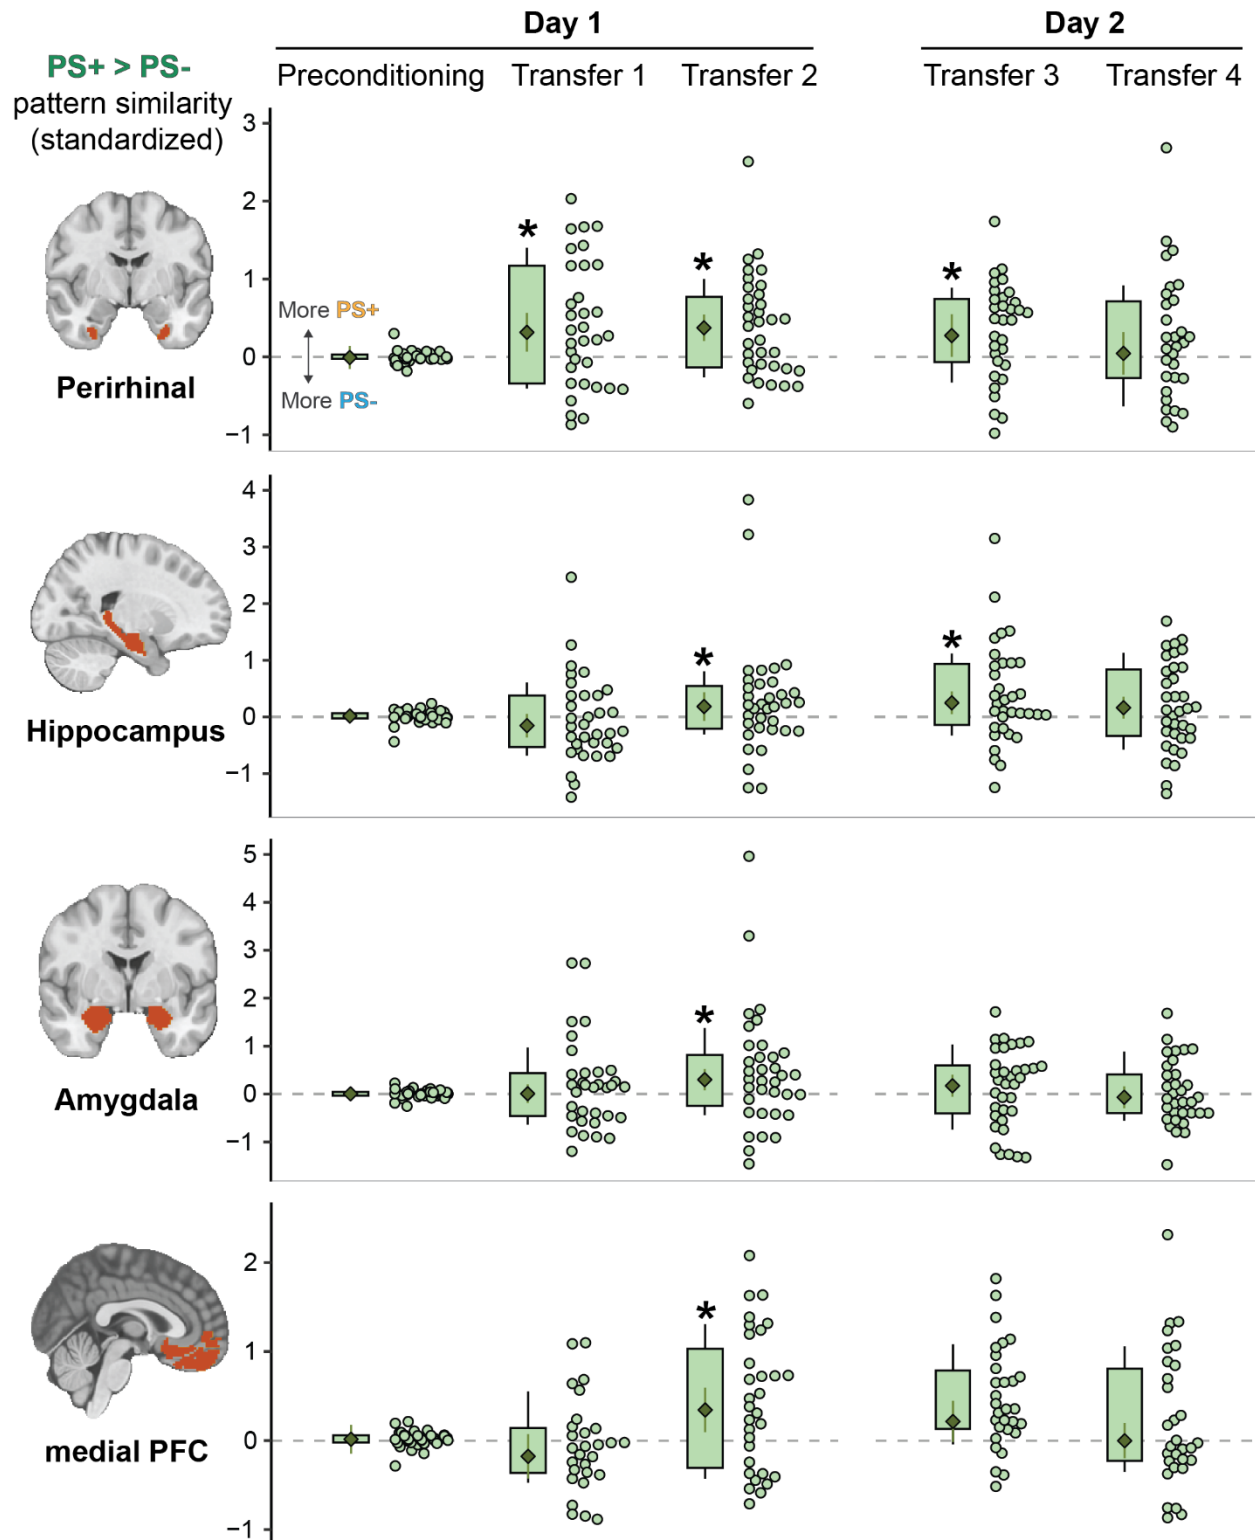 Day 1
Day 2
PS+ > PS-
pattern similarity
(standardized)
Preconditioning
Transfer 1
Transfer 2
Transfer 3
Transfer 4
3
2
1
0
−1
More PS+
More PS-
*
*
*
Perirhinal
4
3
2
1
0
−1
*
*
Hippocampus
5
4
3
2
1
0
−1
*
Amygdala
2
1
0
−1
*
medial PFC